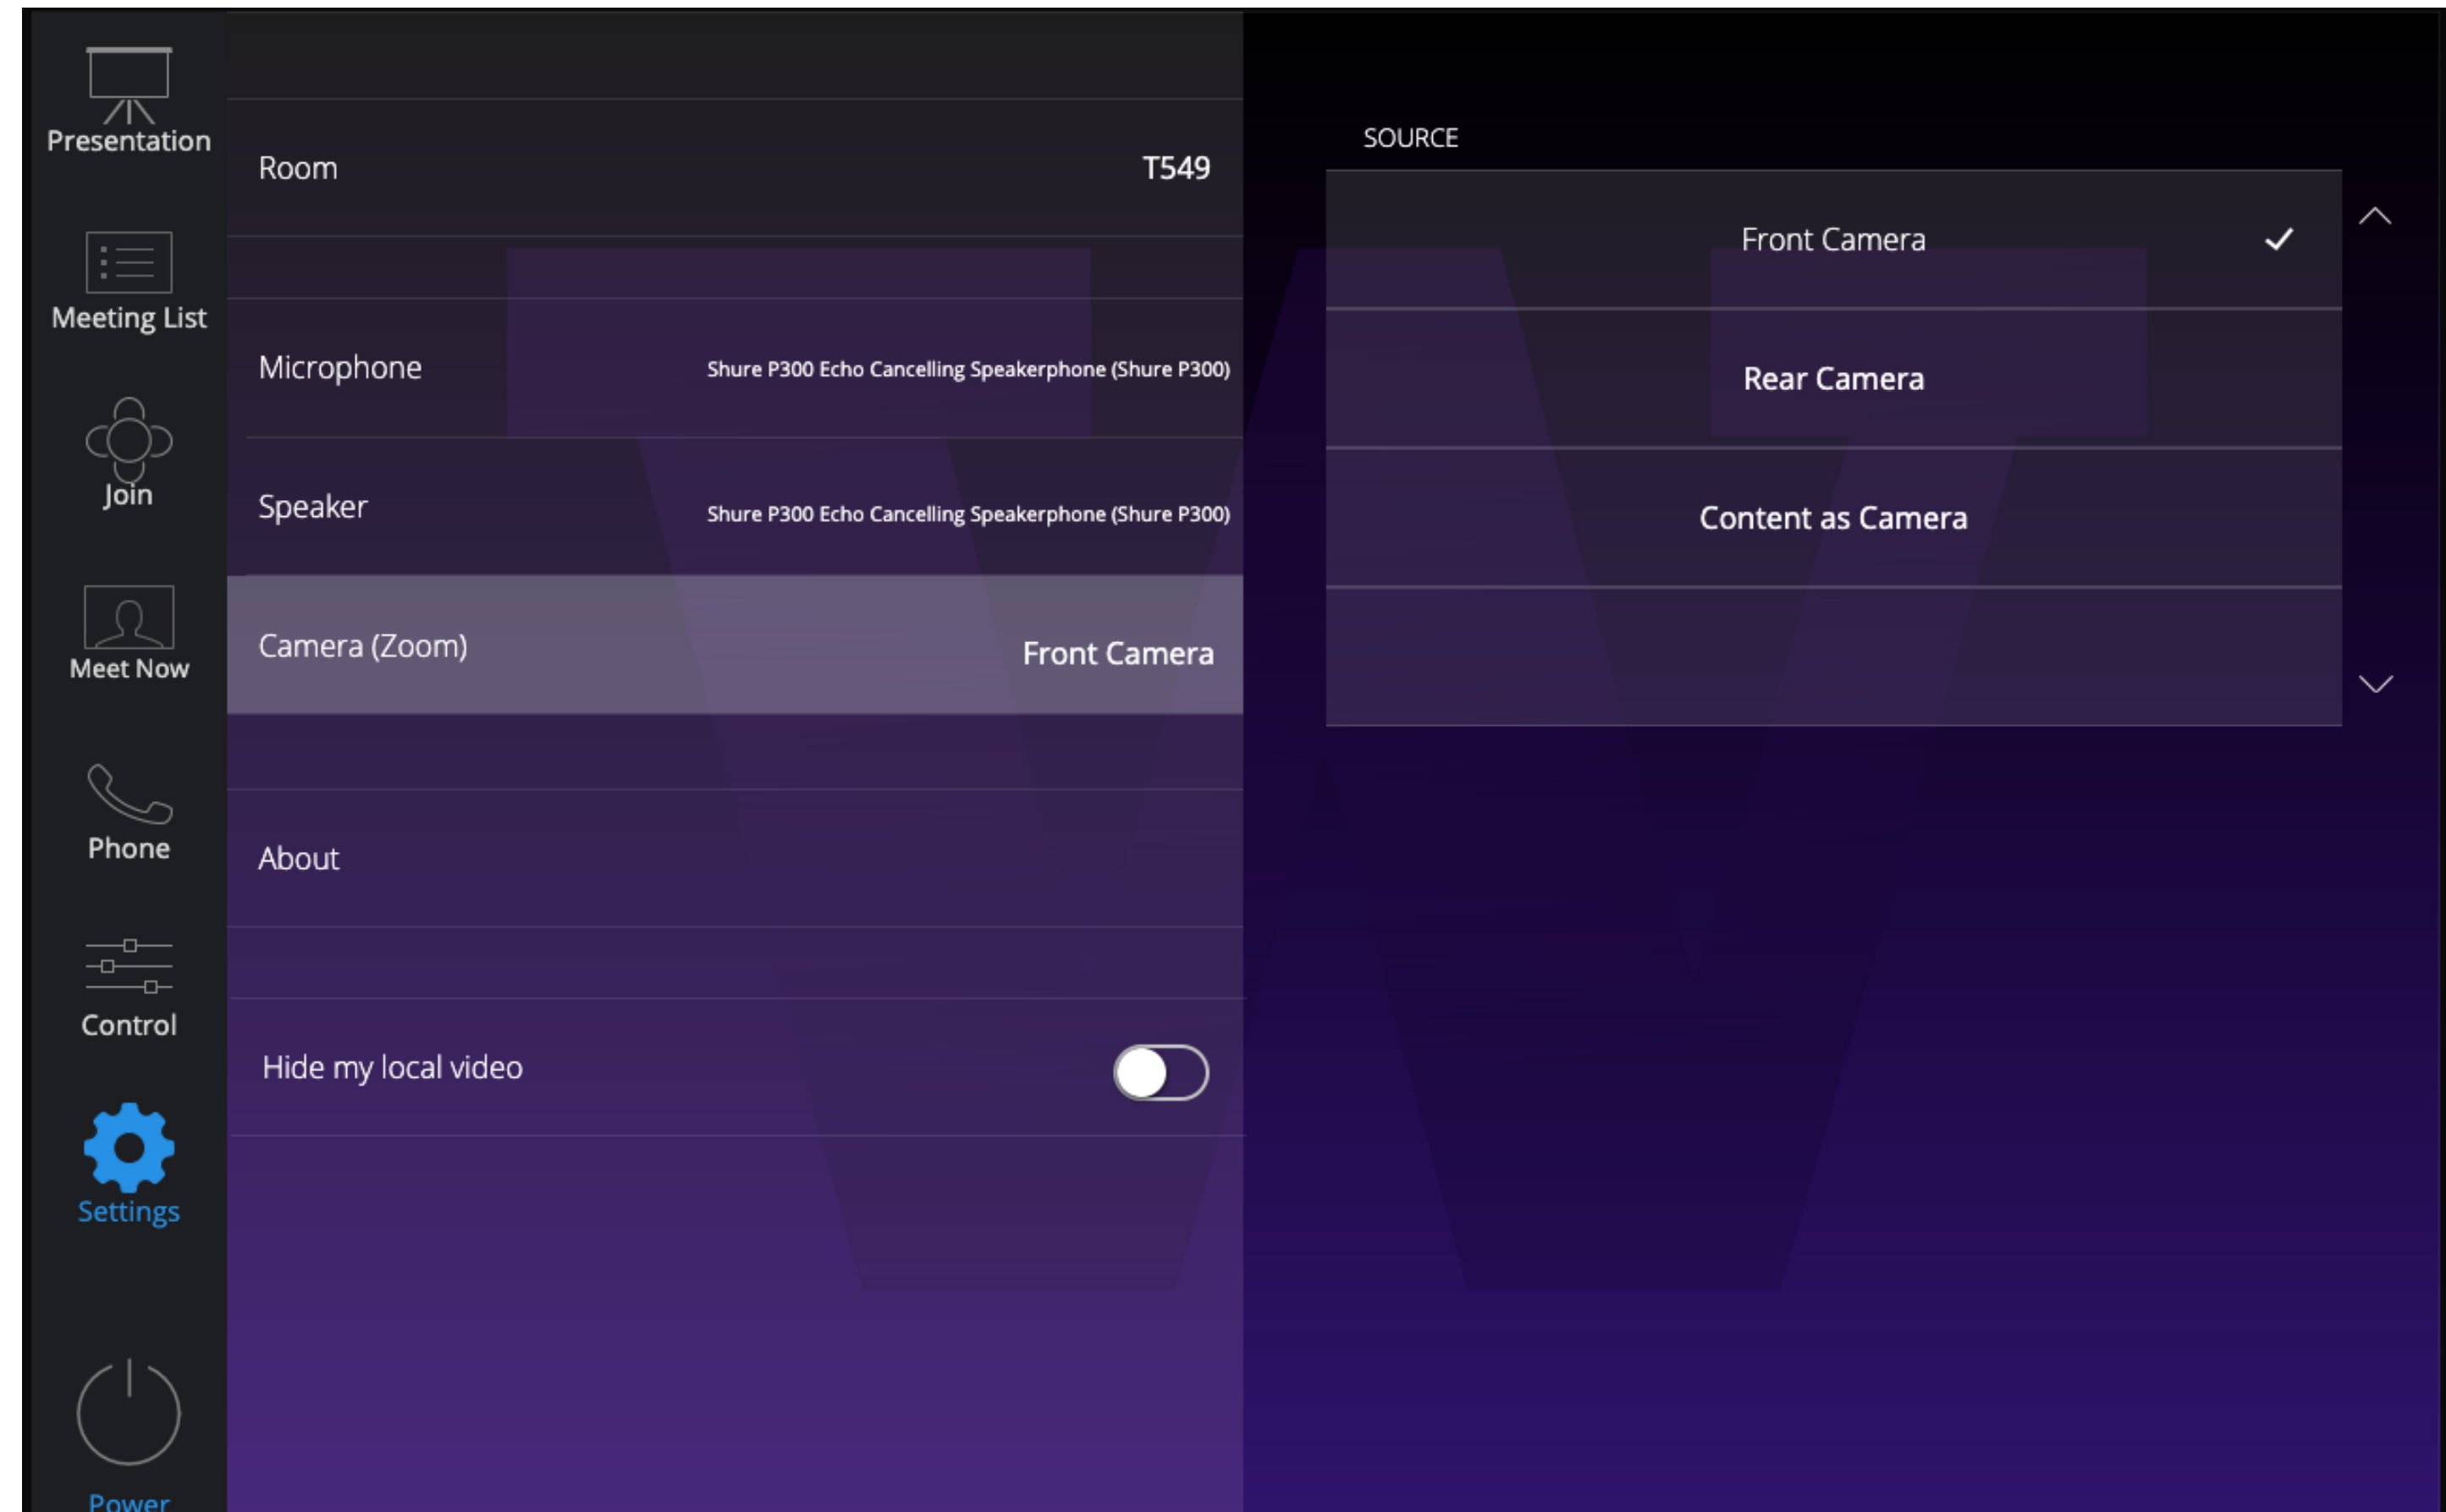 Presentation
Meeting List
Join
Meet Now
Phone
Control
Settings
Power
Room T549
Microphone Shure P300 Echo Cancelling Speakerphone (Shure P300)
Speaker Shure P300 Echo Cancelling Speakerphone (Shure P300)
Camera (Zoom) Front Camera
About
Hide my local video
SOURCE
Front Camera
Rear Camera
Content as Camera